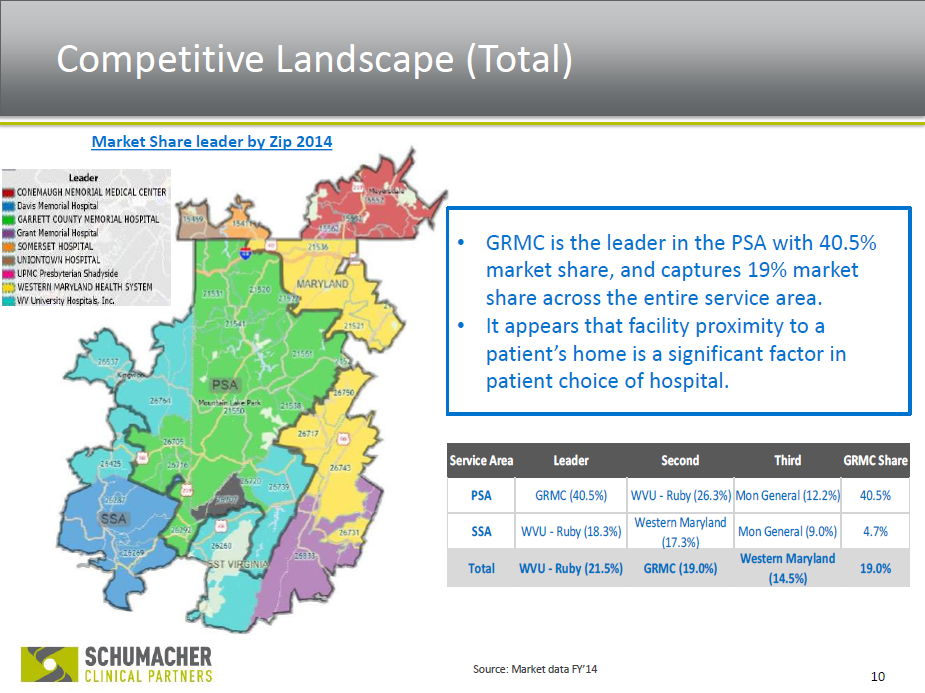 Competitive Landscape (Total)
Market Share leader by Zip 2014
Leader
CONEMAUGH MEMORIAL MEDICAL CENTER
Davis Memorial Hospital
GARRETT COUNTY MEMORIAL HOSPITAL
Grant Memorial Hospital
SOMERSET HOSPITAL
UNIONTOWN HOSPITAL
UPMC Presbyterian Shadyside
WESTERN MARYLAND HEALTH SYSTEM
WV University Hospitals, Inc.
15552
21536
MARYLAND
21531
21520
21521
21541
21561
26537
PSA
26750
26764
Mountain Lake Park
21550
21538
26717
26705
26716
26743
26425
26720
26739
26287
SSA
26292
26731
26269
26260
26833
ST VIRGINIA
• GRMC is the leader in the PSA with 40.5%
market share, and captures 19% market
share across the entire service area.
• It appears that facility proximity to a
patient’s home is a significant factor in
patient choice of hospital.
Service Area Leader Second Third GRMC Share
PSA GRMC (40.5%) WVU - Ruby (26.3%) Mon General (12.2%) 40.5%
SSA WVU - Ruby (18.3%) Western Maryland (17.3%) Mon General (9.0%) 4.7%
Total WVU - Ruby (21.5%) GRMC (19.0%) Western Maryland (14.5%) 19.0%
SCHUMACHER
CLINICAL PARTNERS
Source: Market data FY’14
10